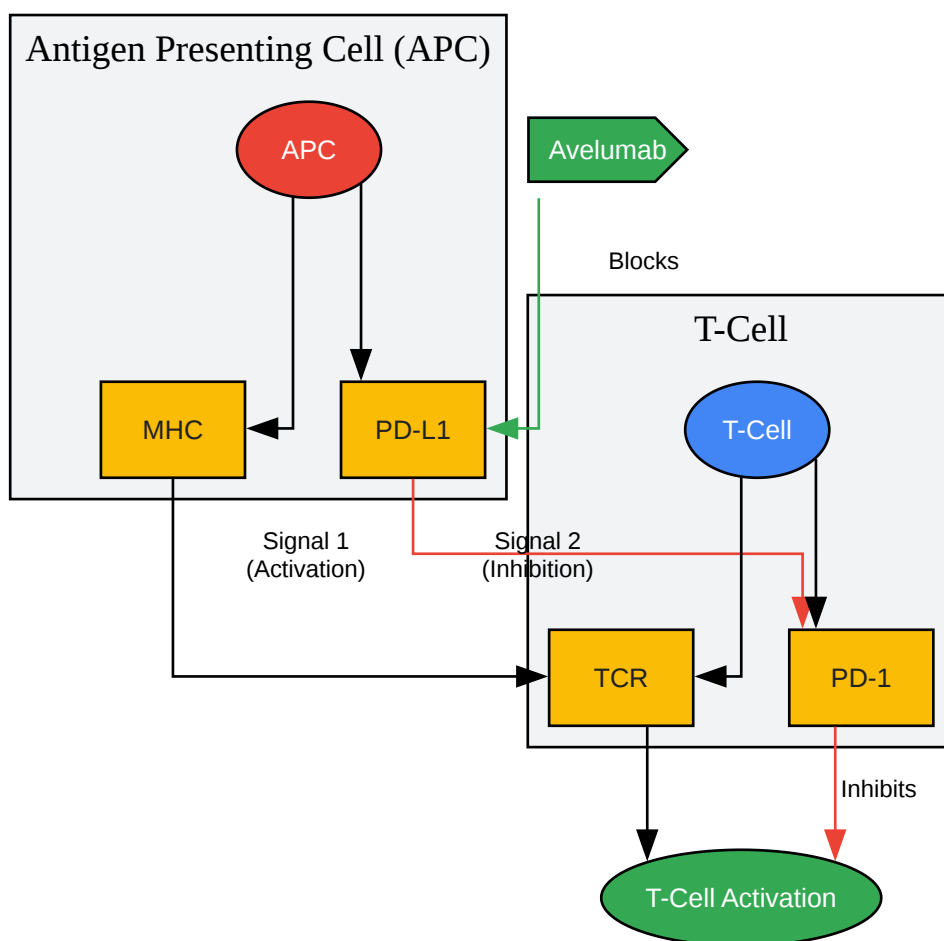 Antigen Presenting Cell (APC)
APC
Avelumab
Blocks
T-Cell
MHC
PD-L1
T-Cell
Signal 1
(Activation)
Signal 2
(Inhibition)
TCR
PD-1
Inhibits
T-Cell Activation